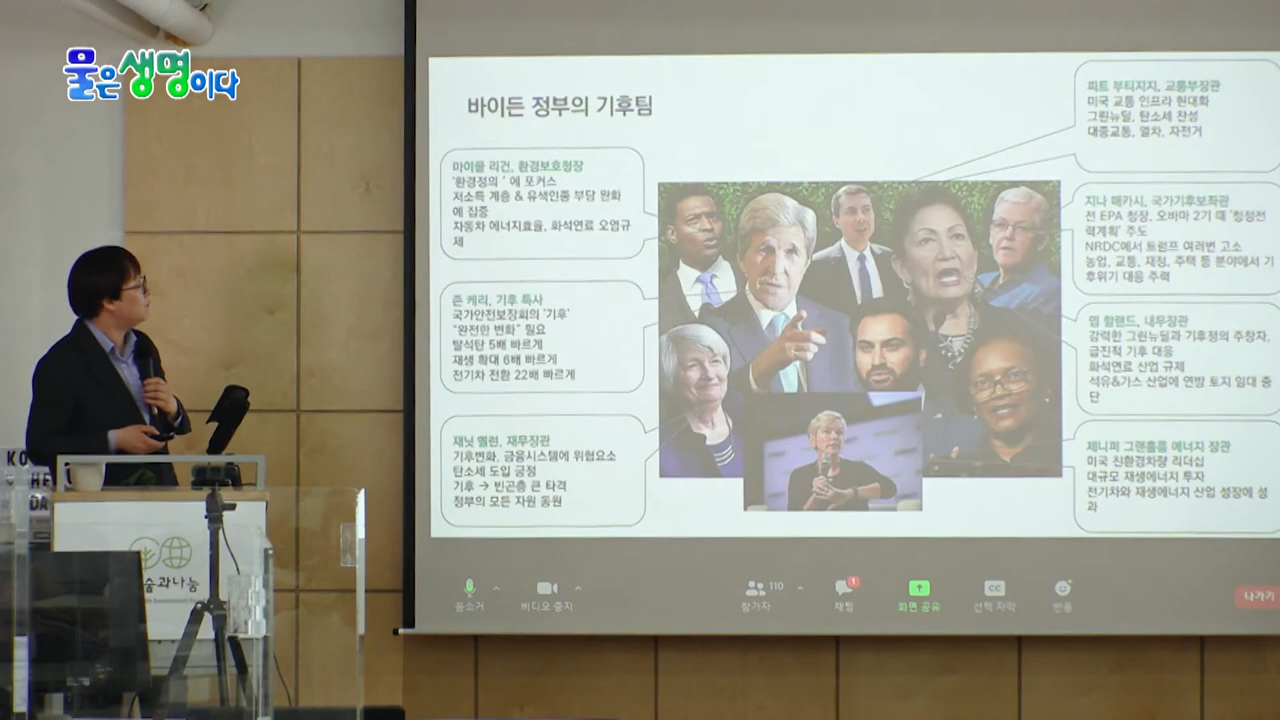 물은생명이다
바이든 정부의 기후팀
마이클 리건, 환경보호청장
'환경정의 ' 에 포커스
저소득 계층 & 유색인종 부담 완화
에 집중
자동차 에너지효율, 화석연료 오염규
제
존 케리, 기후 특사
국가안전보장회의 '기후'
"완전한 변화" 필요
탈석탄 5배 빠르게
재생 확대 6배 빠르게
전기차 전환 22배 빠르게
재닛 옐런, 재무장관
기후변화, 금융시스템에 위협요소
탄소세 도입 긍정
기후 → 빈곤층 큰 타격
정부의 모든 자원 동원
피트 부티지지, 교통부장관
미국 교통 인프라 현대화
그린뉴딜, 탄소세 찬성
대중교통, 열차, 자전거
지나 메카시, 국가기후보좌관
전 EPA 청장, 오바마 2기 때 '청정전
력계획' 주도
NRDC에서 트럼프 여러번 고소
농업, 교통, 재정, 주택 등 분야에서 기
후위기 대응 주력
뎁 할랜드, 내무장관
강력한 그린뉴딜과 기후정의 주창자,
급진적 기후 대응
화석연료 산업 규제
석유&가스 산업에 연방 토지 임대 중
단
제니퍼 그랜홀름 에너지 장관
미국 친환경차량 리더십
대규모 재생에너지 투자
전기차와 재생에너지 산업 성장에 성
과
음소거
비디오 중지
110
참가자
1
채팅
화면 공유
CC
선택 자막
반응
나가기
KO
HE
DA
숲과나눔